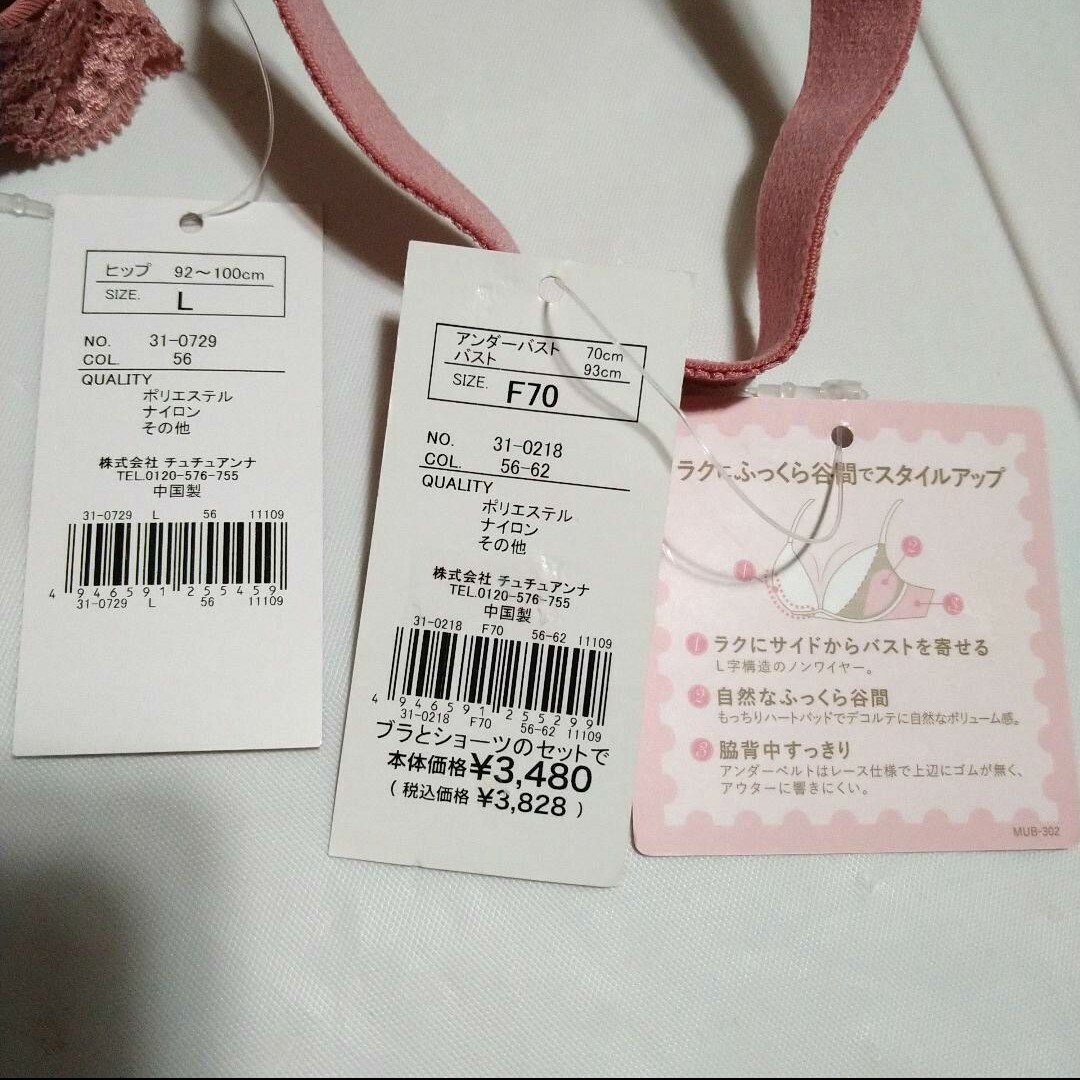 ヒップ 92～100cm
SIZE. L
NO. 31-0729
COL. 56
QUALITY
ポリエステル
ナイロン
その他
株式会社 チュチュアンナ
TEL.0120-576-755
中国製
31-0729 L 56 11109
4 946591 255459
31-0729 L 56 11109
アンダーバスト 70cm
バスト 93cm
SIZE. F70
NO. 31-0218
COL. 56-62
QUALITY
ポリエステル
ナイロン
その他
株式会社 チュチュアンナ
TEL.0120-576-755
中国製
31-0218 F70 56-62 11109
4 946591 255299
31-0218 F70 56-62 11109
ブラとショーツのセットで
本体価格 ¥3,480
( 税込価格 ¥3,828 )
ラクにふっくら谷間でスタイルアップ
1
2
3
1 ラクにサイドからバストを寄せる
L字構造のノンワイヤー。
2 自然なふっくら谷間
もっちりハートパッドでデコルテに自然なボリューム感。
3 脇背中すっきり
アンダーベルトはレース仕様で上辺にゴムが無く、
アウターに響きにくい。
MUB-302